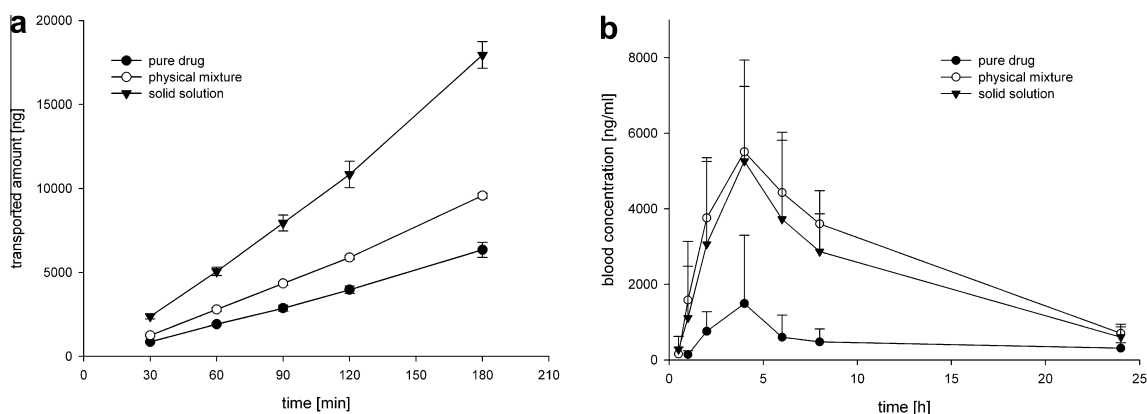 a
20000
15000
10000
5000
0
transported amount [ng]
pure drug
physical mixture
solid solution
0 30 60 90 120 150 180 210
time [min]
b
8000
6000
4000
2000
0
blood concentration [ng/ml]
pure drug
physical mixture
solid solution
0 5 10 15 20 25
time [h]